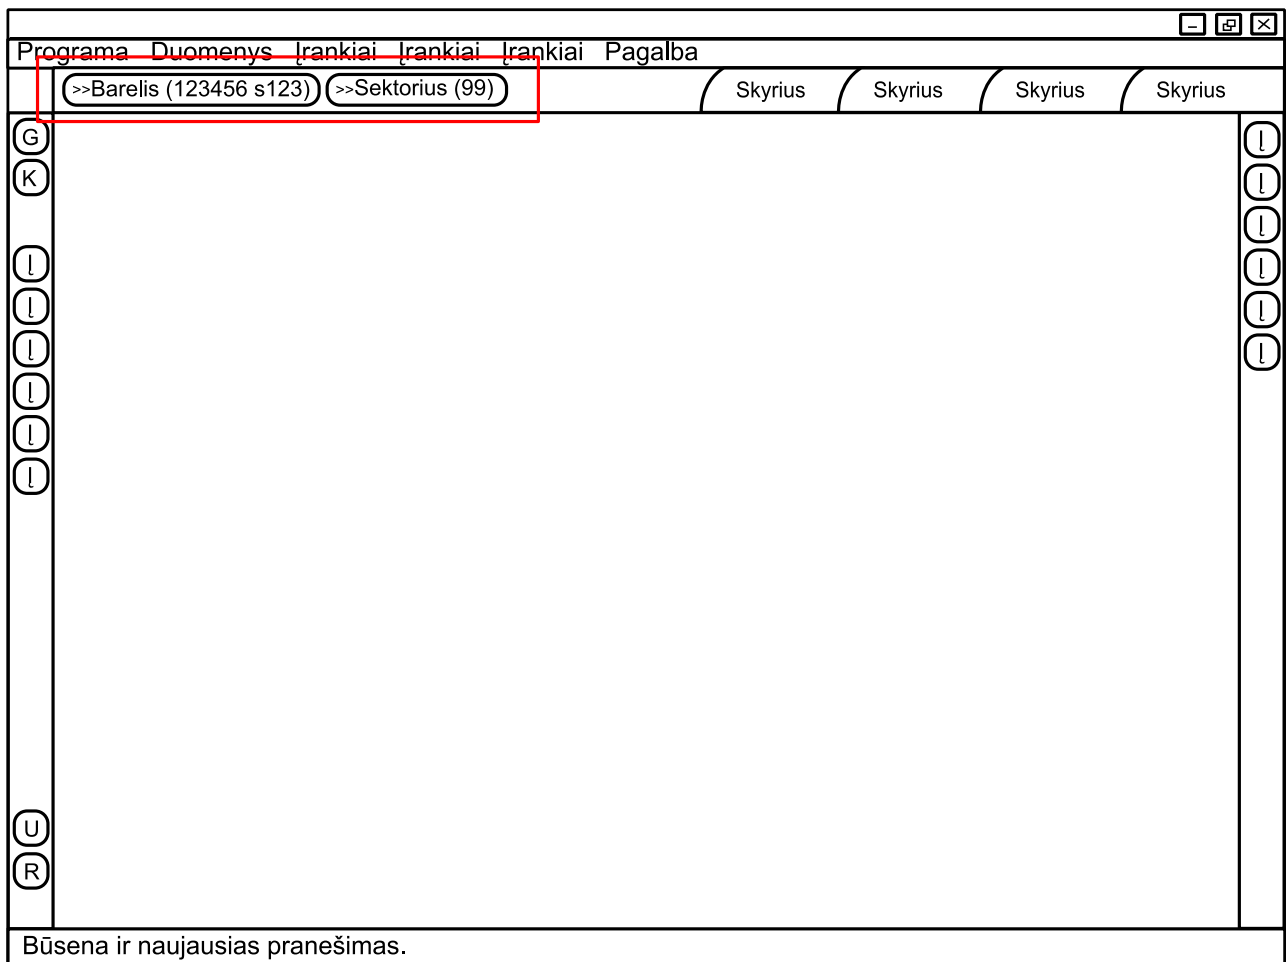 Programa Duomenys Įrankiai Įrankiai Įrankiai Pagalba
>>Barelis (123456 s123) >>Sektorius (99) Skyrius Skyrius Skyrius Skyrius
G
K
Į
Į
Į
Į
Į
Į
U
R
Į
Į
Į
Į
Į
Į
Būsena ir naujausias pranešimas.